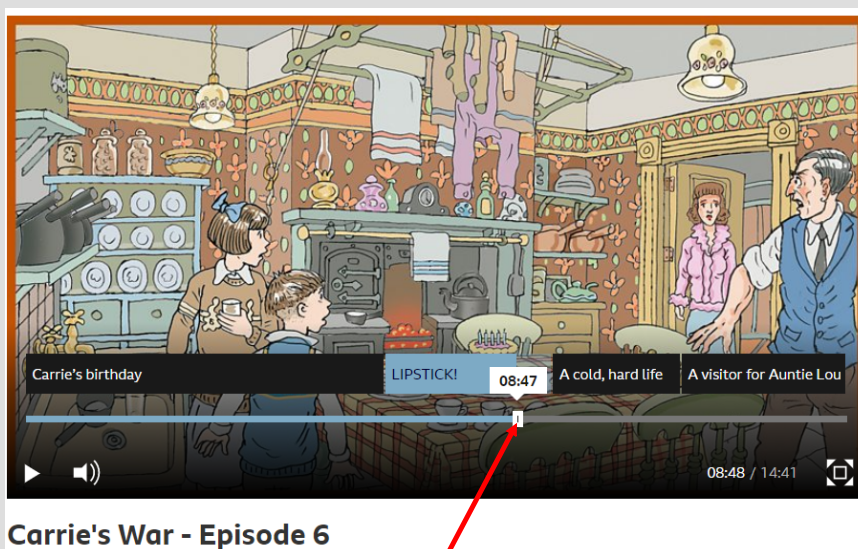 Carrie's birthday
LIPSTICK!
08:47
A cold, hard life
A visitor for Auntie Lou
08:48 / 14:41
Carrie's War - Episode 6